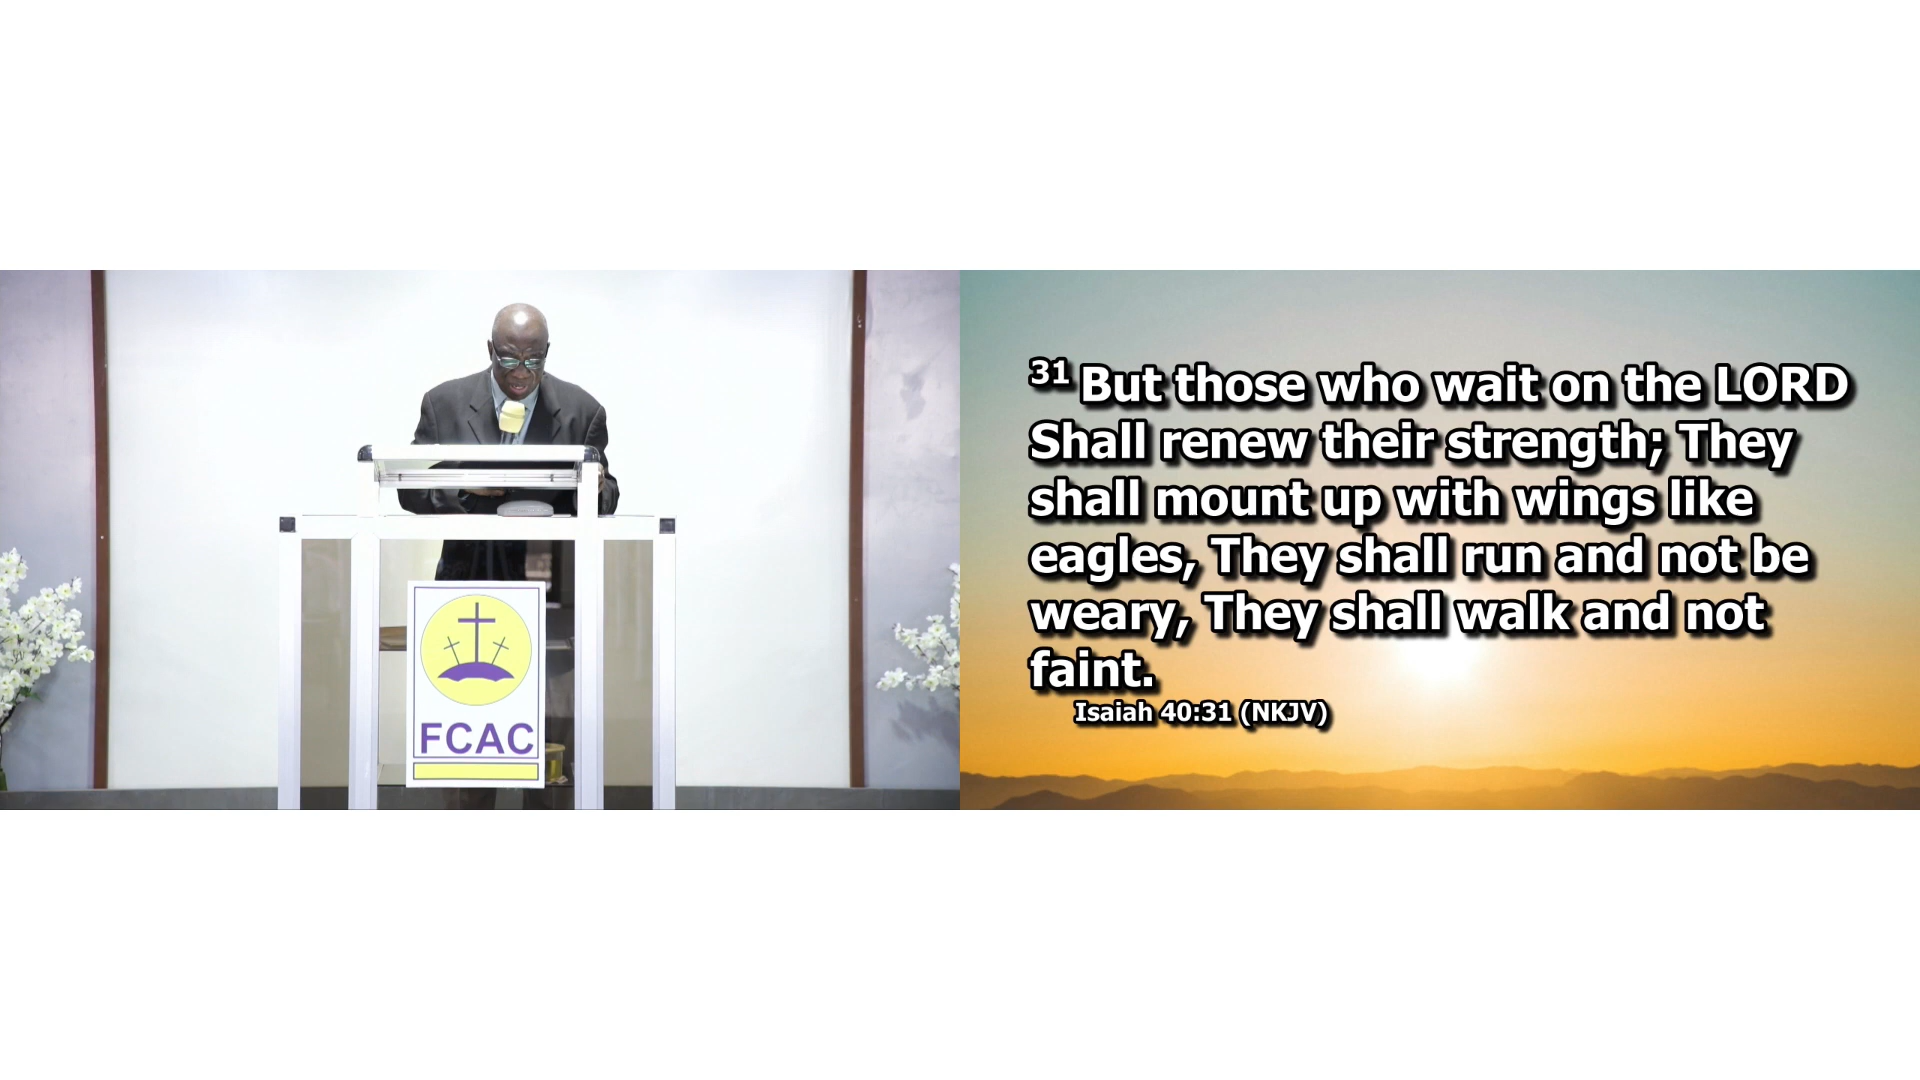 FCAC
31 But those who wait on the LORD
Shall renew their strength; They
shall mount up with wings like
eagles, They shall run and not be
weary, They shall walk and not
faint.
Isaiah 40:31 (NKJV)